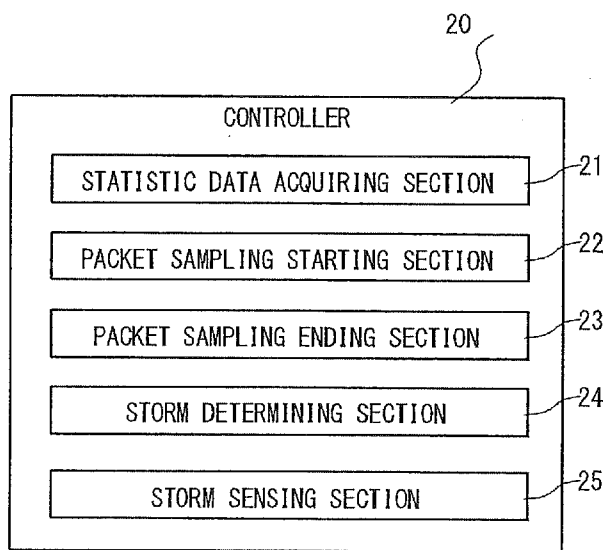 20
CONTROLLER
STATISTIC DATA ACQUIRING SECTION 21
PACKET SAMPLING STARTING SECTION 22
PACKET SAMPLING ENDING SECTION 23
STORM DETERMINING SECTION 24
STORM SENSING SECTION 25